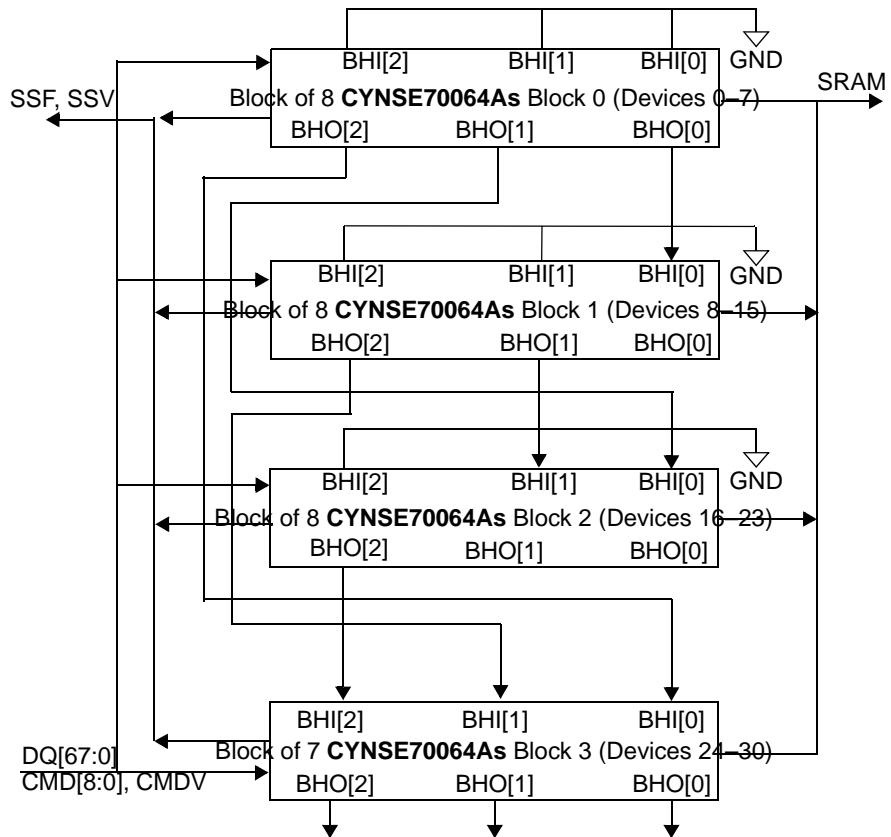 BHI[2] BHI[1] BHI[0] GND
SSF, SSV
SRAM
Block of 8 CYNSE70064As Block 0 (Devices 0–7)
BHO[2] BHO[1] BHO[0]
BHI[2] BHI[1] BHI[0] GND
Block of 8 CYNSE70064As Block 1 (Devices 8–15)
BHO[2] BHO[1] BHO[0]
BHI[2] BHI[1] BHI[0] GND
Block of 8 CYNSE70064As Block 2 (Devices 16–23)
BHO[2] BHO[1] BHO[0]
BHI[2] BHI[1] BHI[0]
DQ[67:0]
Block of 7 CYNSE70064As Block 3 (Devices 24–30)
CMD[8:0], CMDV
BHO[2] BHO[1] BHO[0]